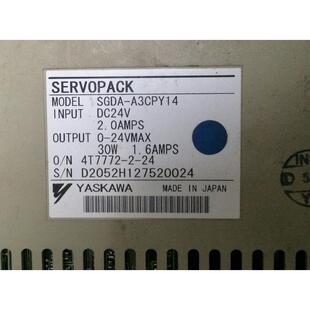 SERVOPACK
MODEL SGDA-A3CPY14
INPUT DC24V
2.0AMPS
OUTPUT 0-24VMAX
30W 1.6AMPS
O/N 4T7772-2-24
S/N D2052H127520024
YASKAWA MADE IN JAPAN